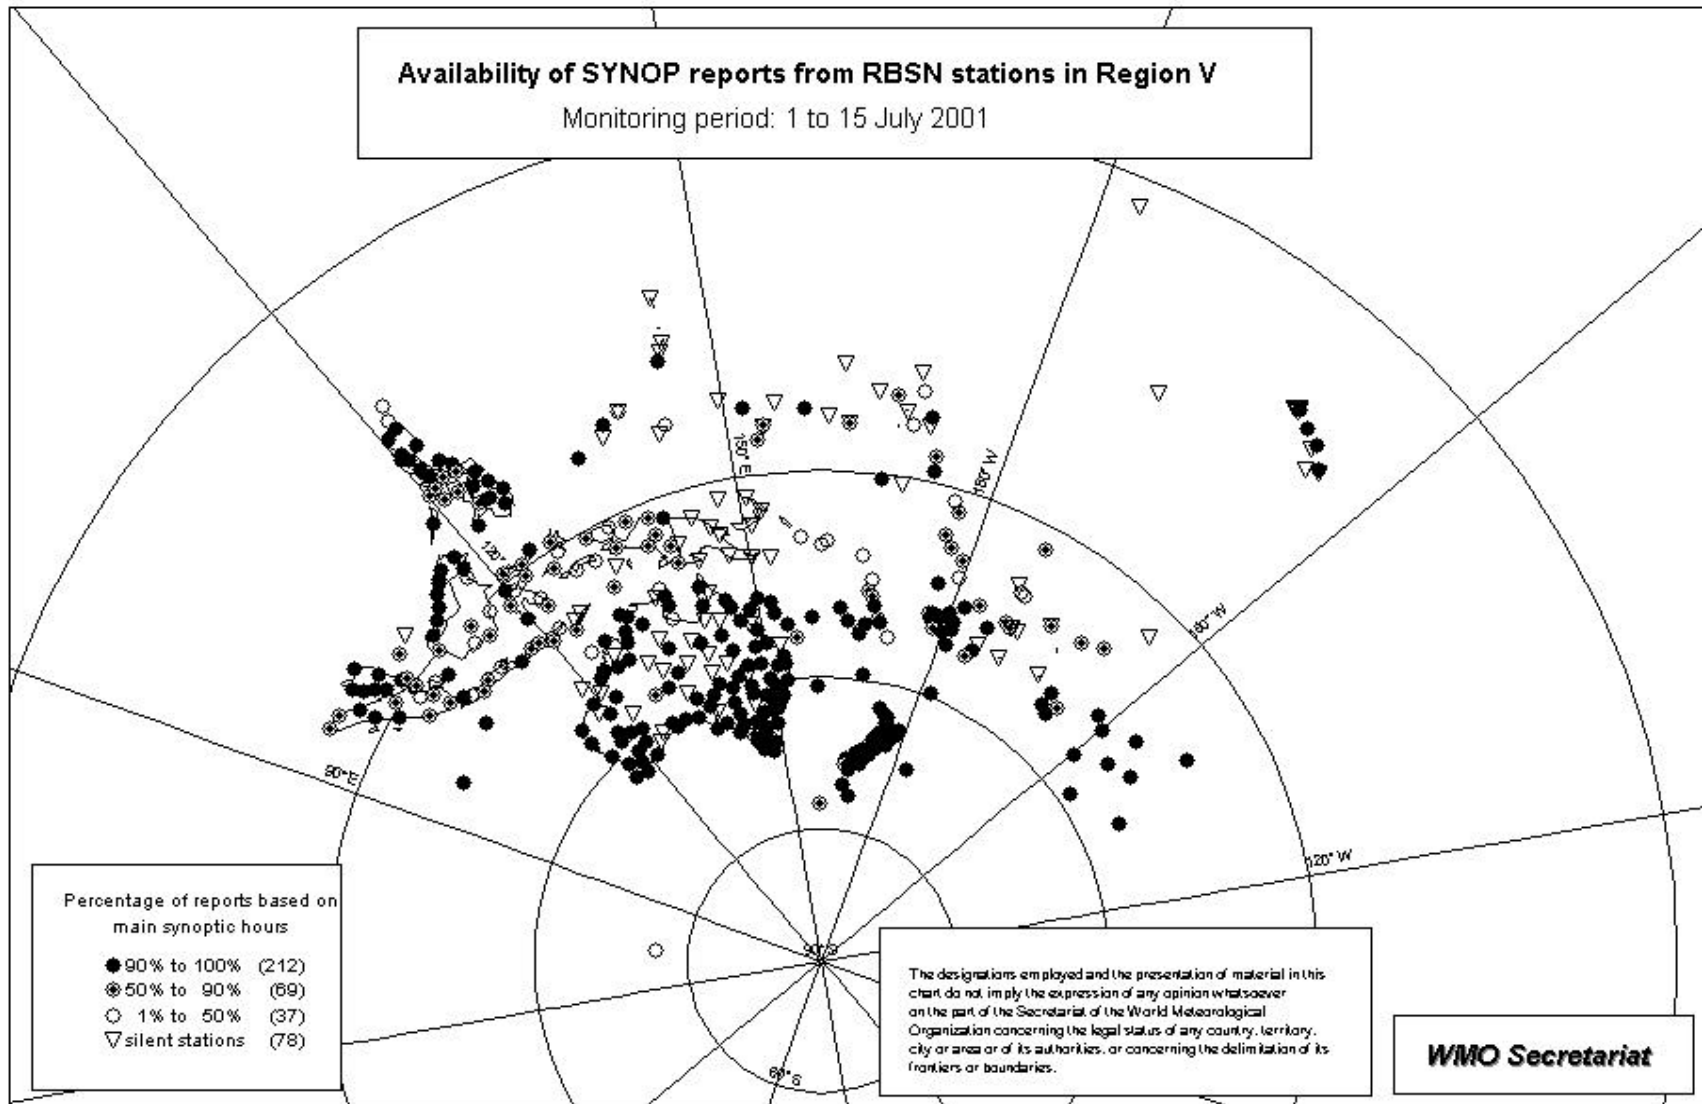 Availability of SYNOP reports from RBSN stations in Region V
Monitoring period: 1 to 15 July 2001
150° E
180° W
120°
160° W
90° E
120° W
90° S
60° S
Percentage of reports based on
main synoptic hours
90% to 100% (212)
50% to 90% (69)
1% to 50% (37)
silent stations (78)
The designations employed and the presentation of material in this
chart do not imply the expression of any opinion whatsoever
on the part of the Secretariat of the World Meteorological
Organization concerning the legal status of any country, territory,
city or area or of its authorities, or concerning the delimitation of its
frontiers or boundaries.
WMO Secretariat